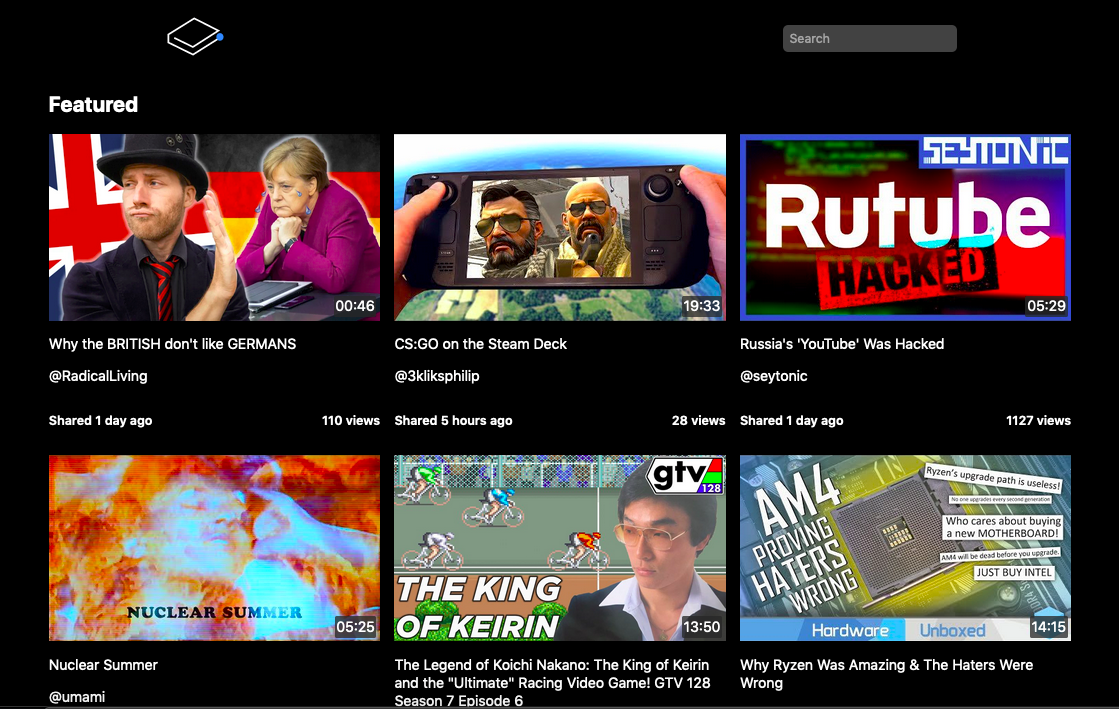 Search
Featured
00:46
19:33
SEYTONIC
Rutube
HACKED
05:29
Why the BRITISH don't like GERMANS
CS:GO on the Steam Deck
Russia's 'YouTube' Was Hacked
@RadicalLiving
@3kliksphilip
@seytonic
Shared 1 day ago
110 views
Shared 5 hours ago
28 views
Shared 1 day ago
1127 views
NUCLEAR SUMMER
05:25
gtv
128
THE KING
OF KEIRIN
13:50
AM4
PROVING
HATERS
WRONG
Ryzen's upgrade path is useless!
No one upgrades every second generation
Who cares about buying
a new MOTHERBOARD!
AM4 will be dead before you upgrade.
JUST BUY INTEL
Hardware Unboxed
14:15
Nuclear Summer
The Legend of Koichi Nakano: The King of Keirin
and the "Ultimate" Racing Video Game! GTV 128
Season 7 Episode 6
Why Ryzen Was Amazing & The Haters Were
Wrong
@umami